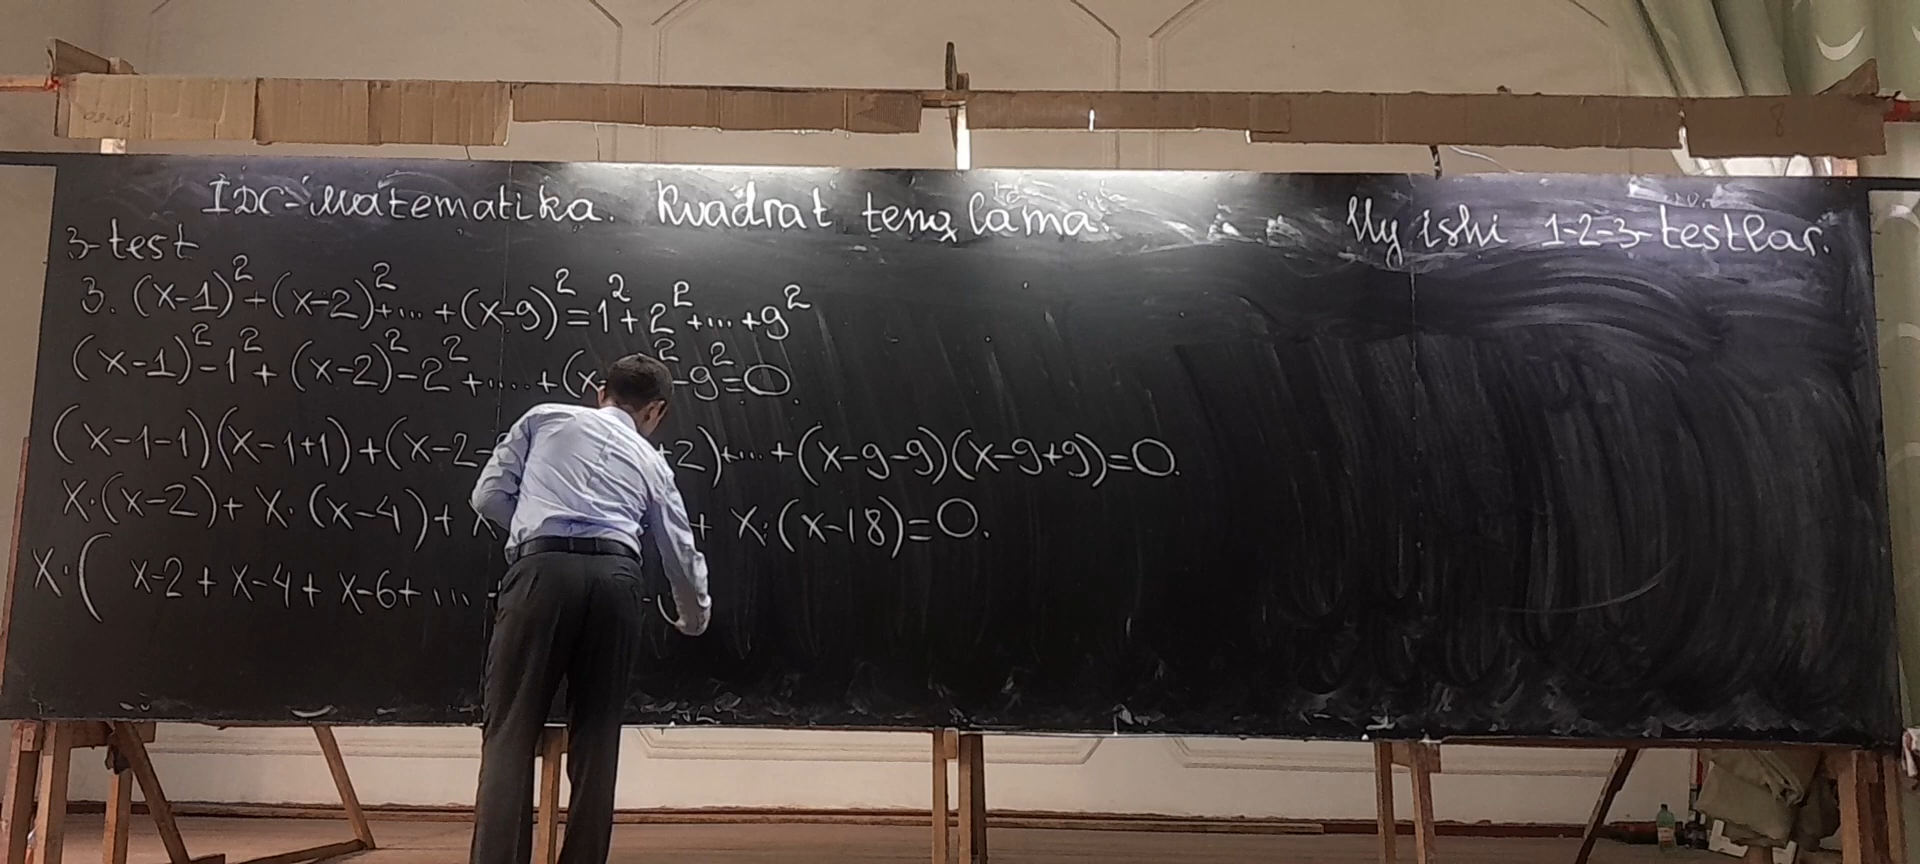 IDC-Matematika. Kvadrat tenglama.
Uy ishi 1-2-3-testlar.
3-test
3. (x-1)²+(x-2)²+...+(x-9)²=1²+2²+...+9²
(x-1)²-1²+(x-2)²-2²+.....+(x- ²-9²=0.
(x-1-1)(x-1+1)+(x-2- +2)+...+(x-9-9)(x-9+9)=0.
x·(x-2)+x·(x-4)+ + x·(x-18)=0.
x·( x-2+x-4+x-6+...